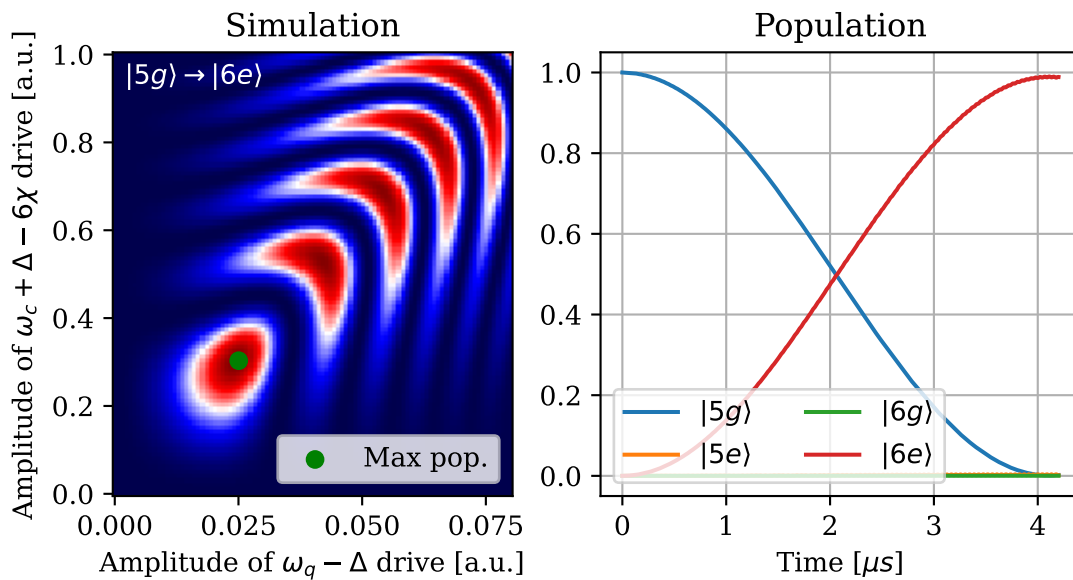 Simulation
|5g⟩ → |6e⟩
Amplitude of ω_c + Δ − 6χ drive [a.u.]
1.0
0.8
0.6
0.4
0.2
0.0
Max pop.
0.000
0.025
0.050
0.075
Amplitude of ω_q − Δ drive [a.u.]
Population
1.0
0.8
0.6
0.4
0.2
0.0
|5g⟩
|5e⟩
|6g⟩
|6e⟩
0
1
2
3
4
Time [μs]